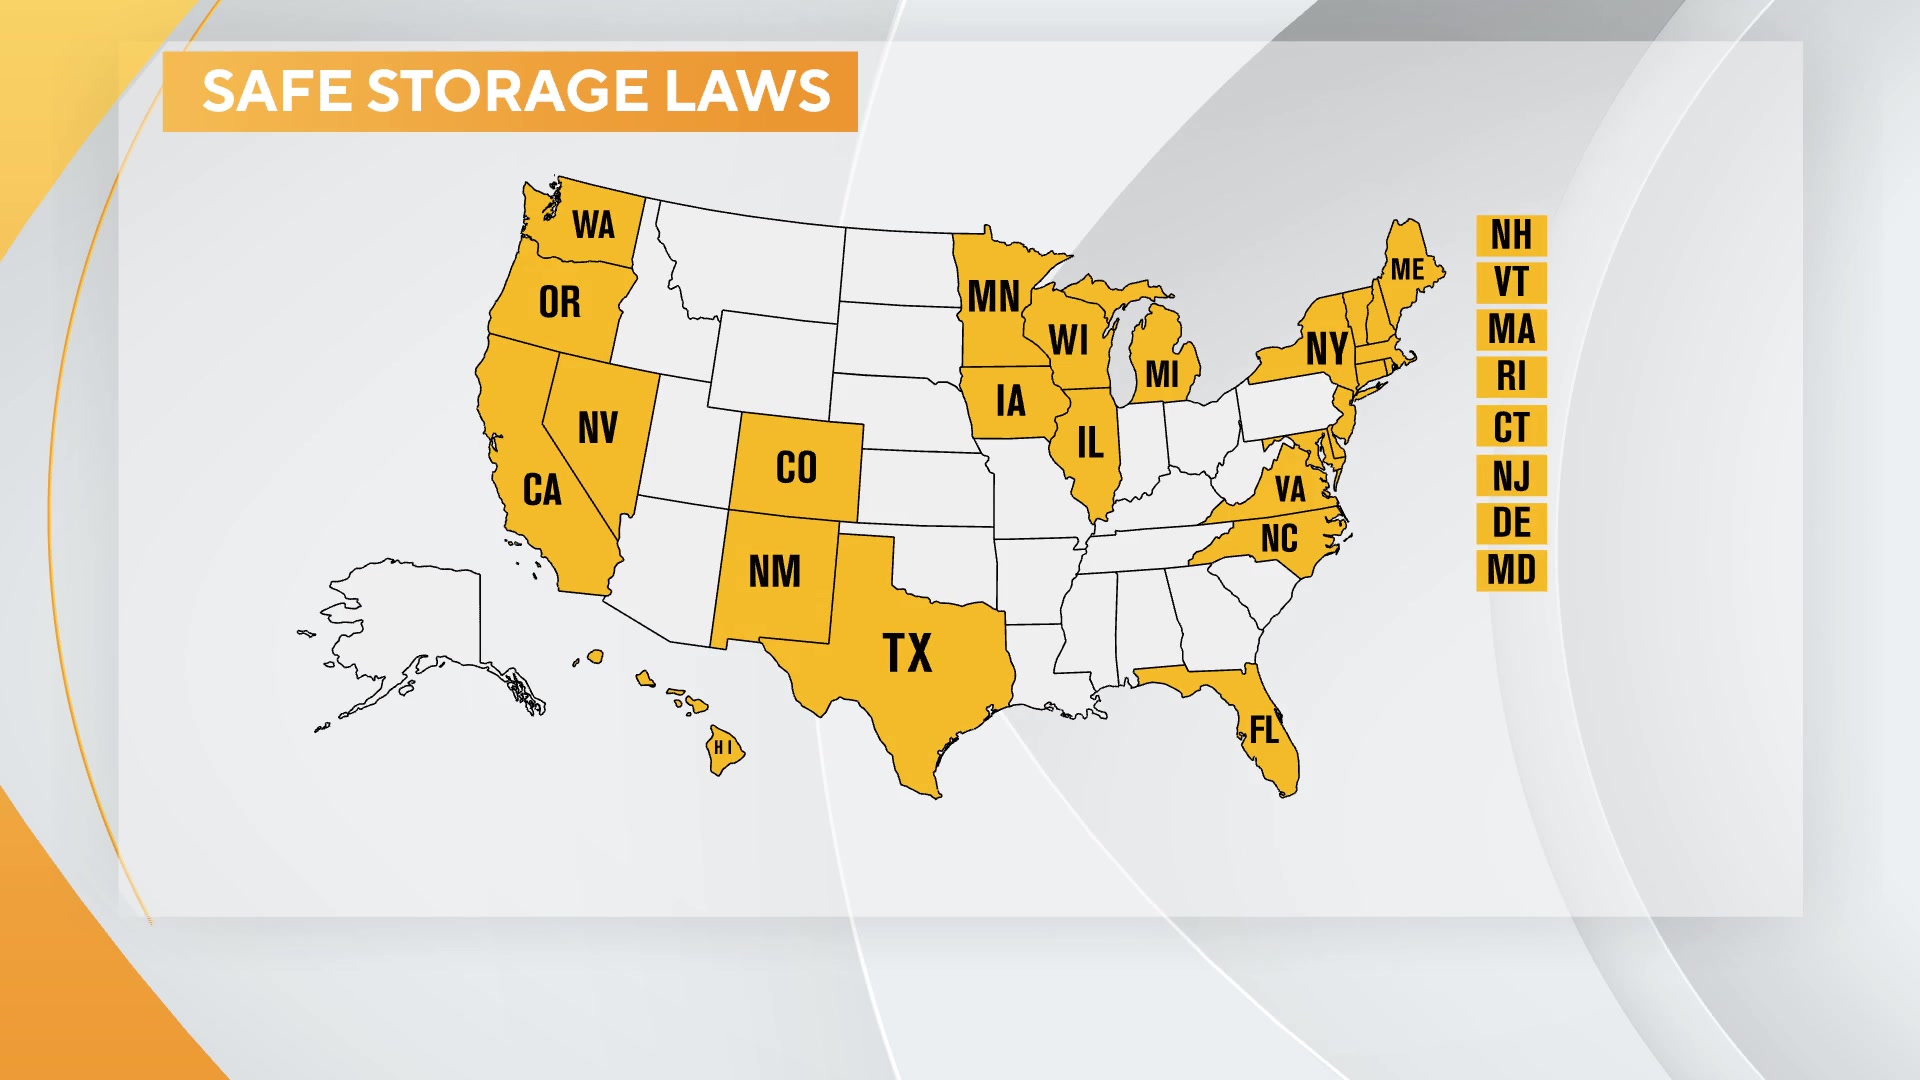 SAFE STORAGE LAWS
WA
OR
CA
NV
CO
NM
TX
MN
WI
IA
IL
MI
NY
ME
VA
NC
FL
HI
NH
VT
MA
RI
CT
NJ
DE
MD